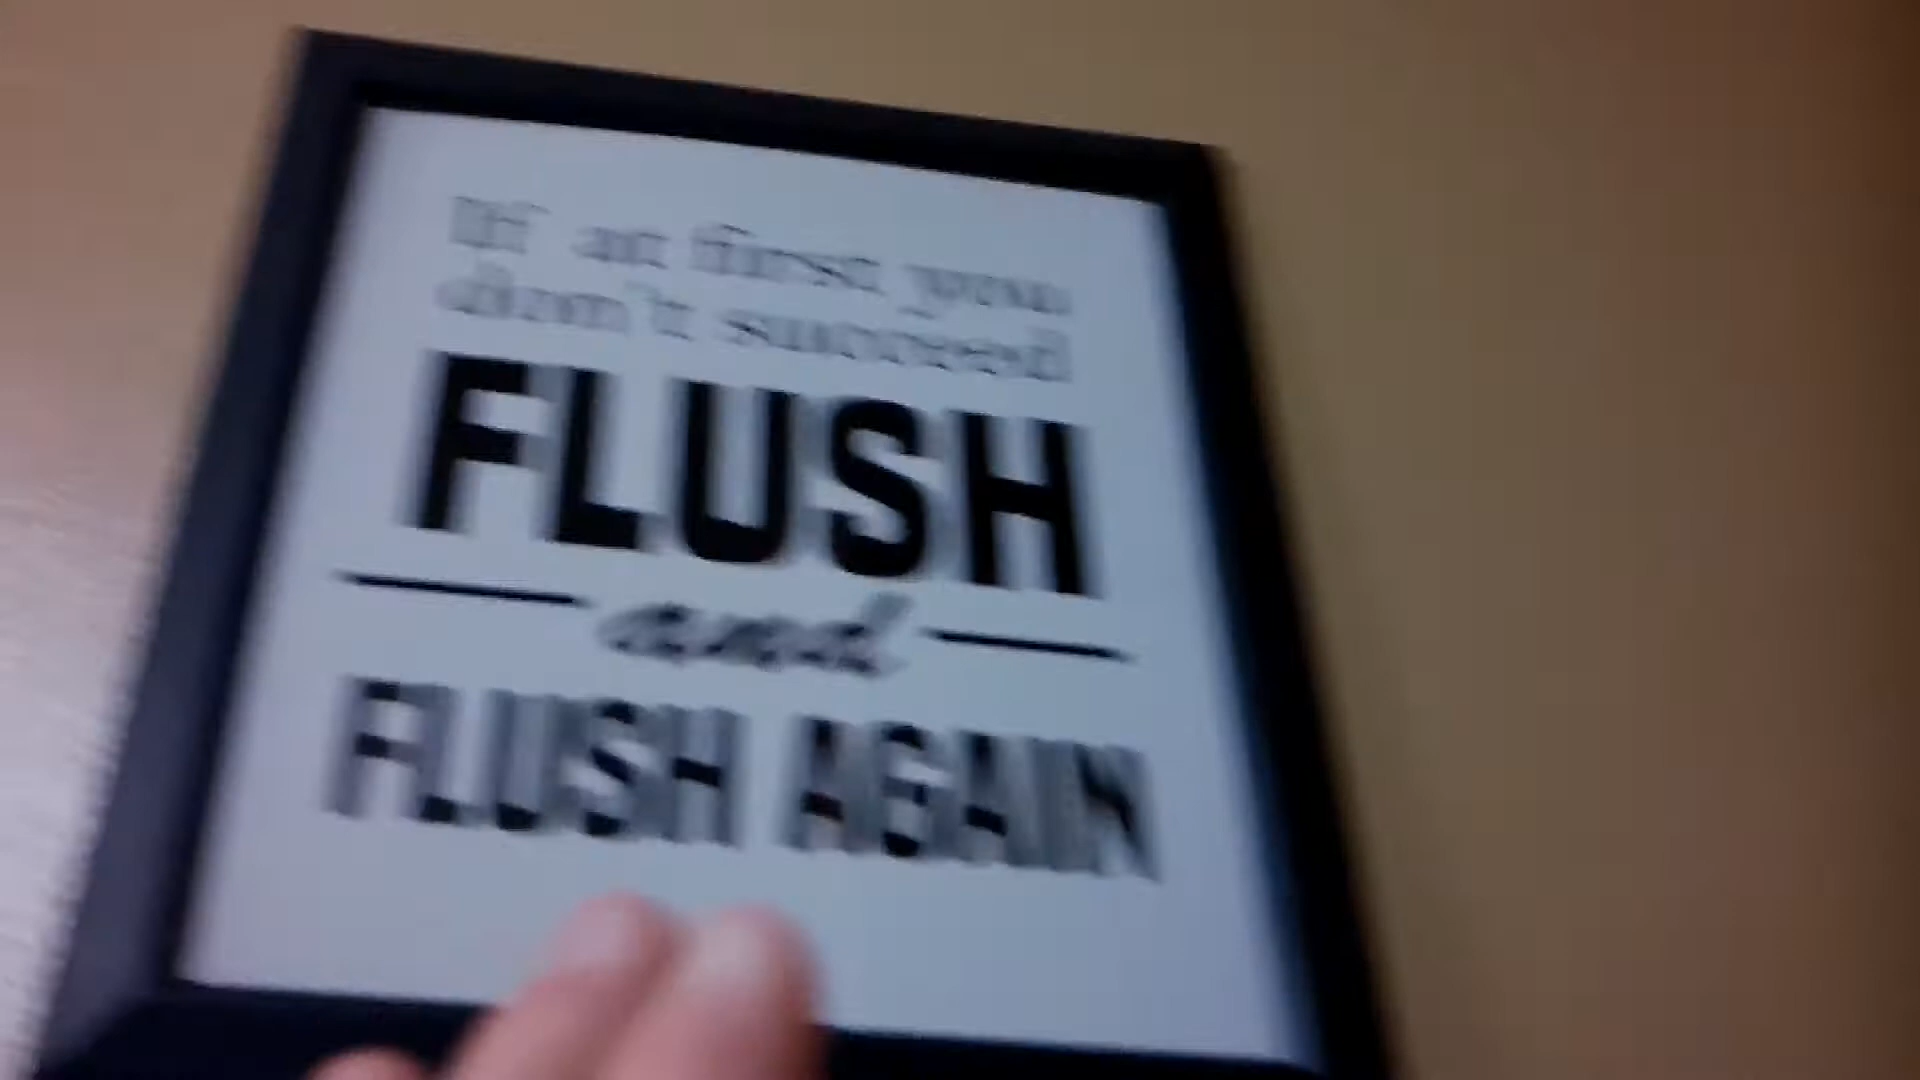 If at first you
don't succeed
FLUSH
and
FLUSH AGAIN